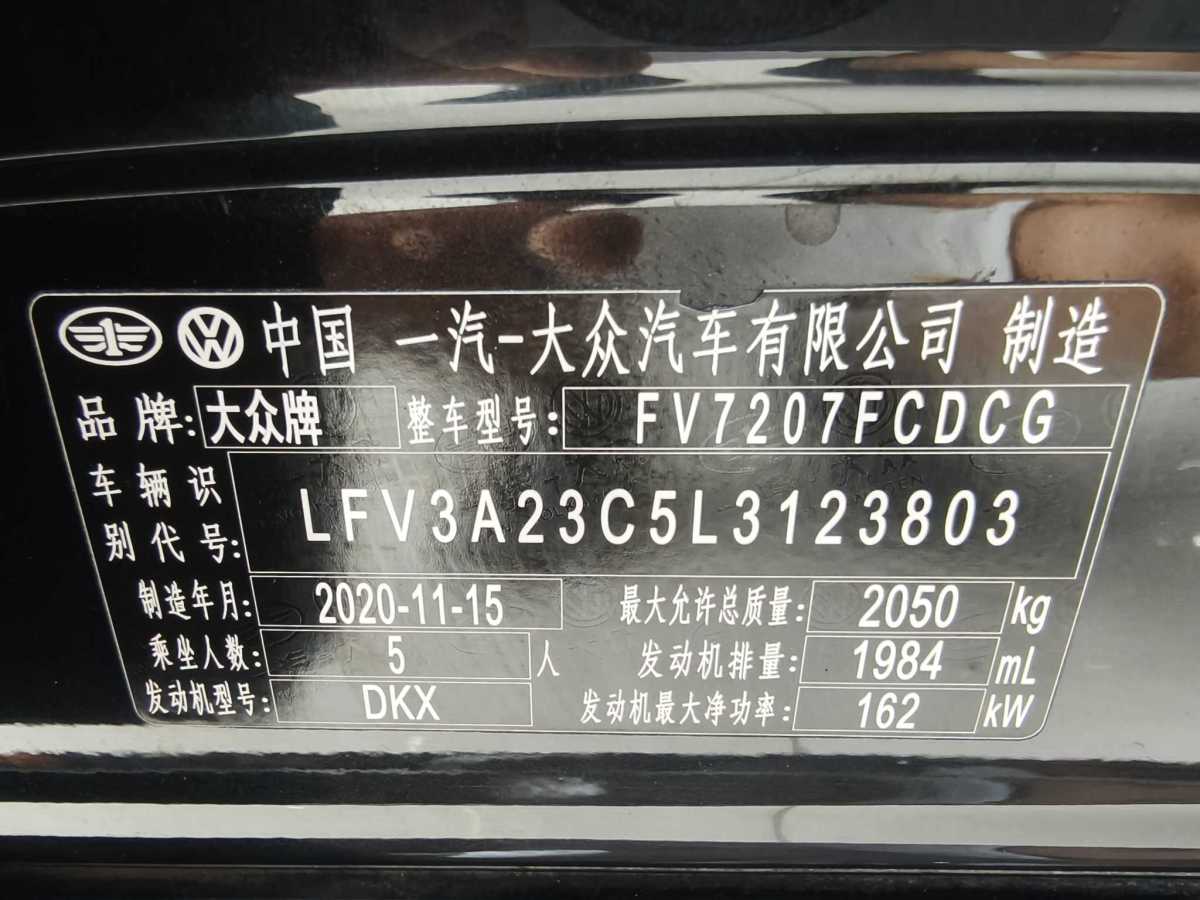 中国 一汽-大众汽车有限公司 制造
品牌: 大众牌 整车型号: FV7207FCDCG
车辆识别代号: LFV3A23C5L3123803
制造年月: 2020-11-15 最大允许总质量: 2050 kg
乘坐人数: 5 人 发动机排量: 1984 mL
发动机型号: DKX 发动机最大净功率: 162 kW